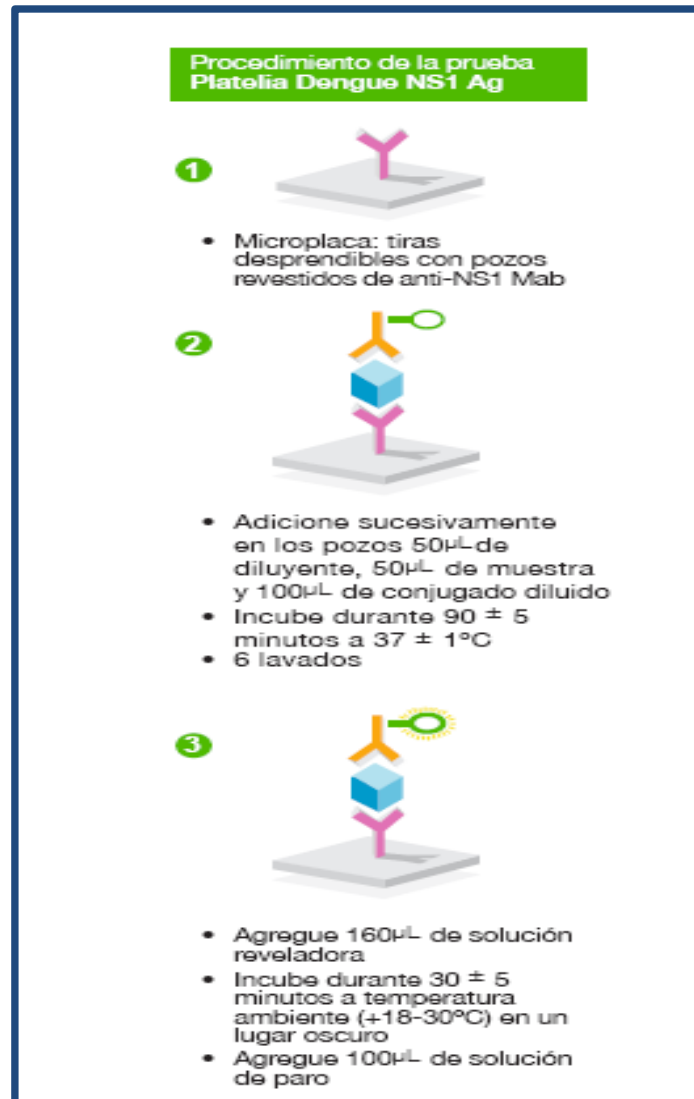 Procedimiento de la prueba
Platelia Dengue NS1 Ag
1
• Microplaca: tiras
desprendibles con pozos
revestidos de anti-NS1 Mab
2
• Adicione sucesivamente
en los pozos 50µL de
diluyente, 50µL de muestra
y 100µL de conjugado diluido
• Incube durante 90 ± 5
minutos a 37 ± 1ºC
• 6 lavados
3
• Agregue 160µL de solución
reveladora
• Incube durante 30 ± 5
minutos a temperatura
ambiente (+18-30ºC) en un
lugar oscuro
• Agregue 100µL de solución
de paro